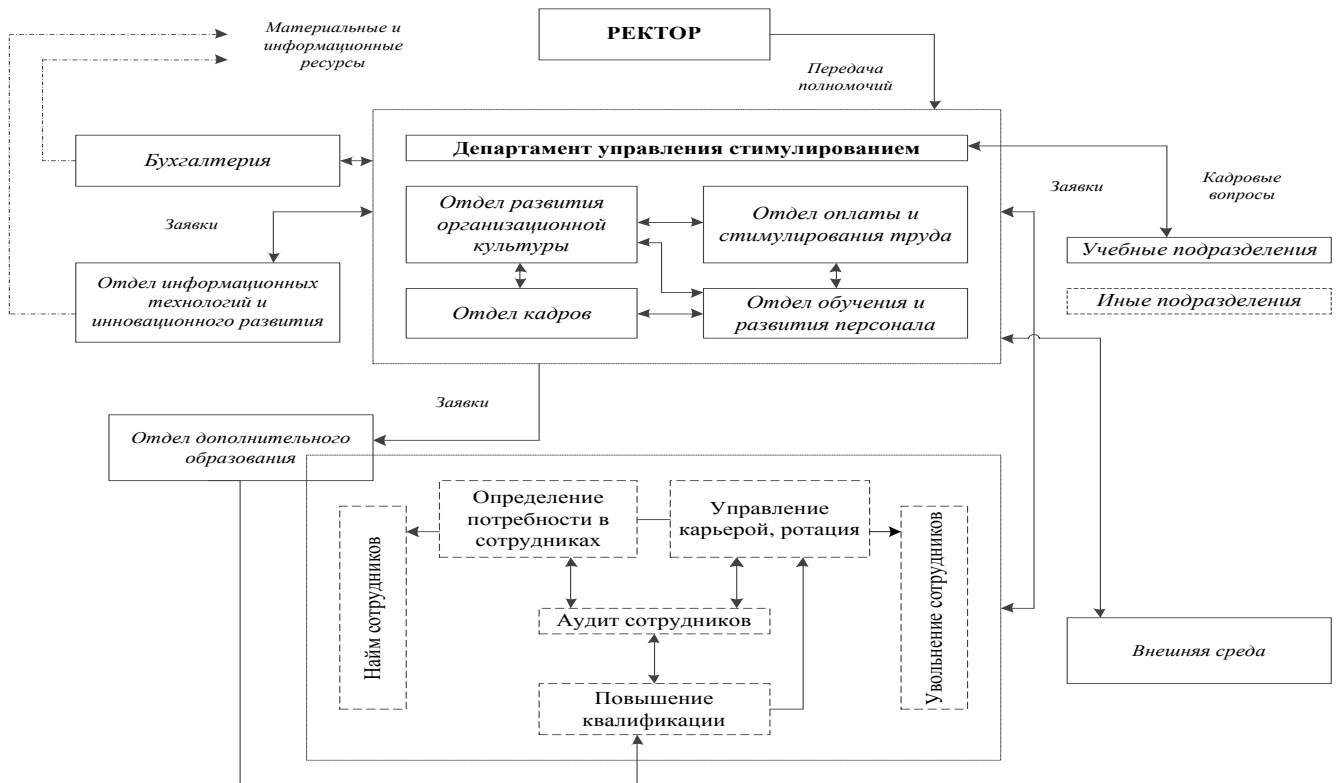 Материальные и
информационные
ресурсы
РЕКТОР
Передача
полномочий
Бухгалтерия
Департамент управления стимулированием
Заявки
Отдел развития
организационной
культуры
Отдел оплаты и
стимулирования труда
Заявки
Кадровые
вопросы
Учебные подразделения
Отдел информационных
технологий и
инновационного развития
Отдел кадров
Отдел обучения и
развития персонала
Иные подразделения
Заявки
Отдел дополнительного
образования
Найм сотрудников
Определение
потребности в
сотрудниках
Управление
карьерой, ротация
Увольнение сотрудников
Аудит сотрудников
Повышение
квалификации
Внешняя среда